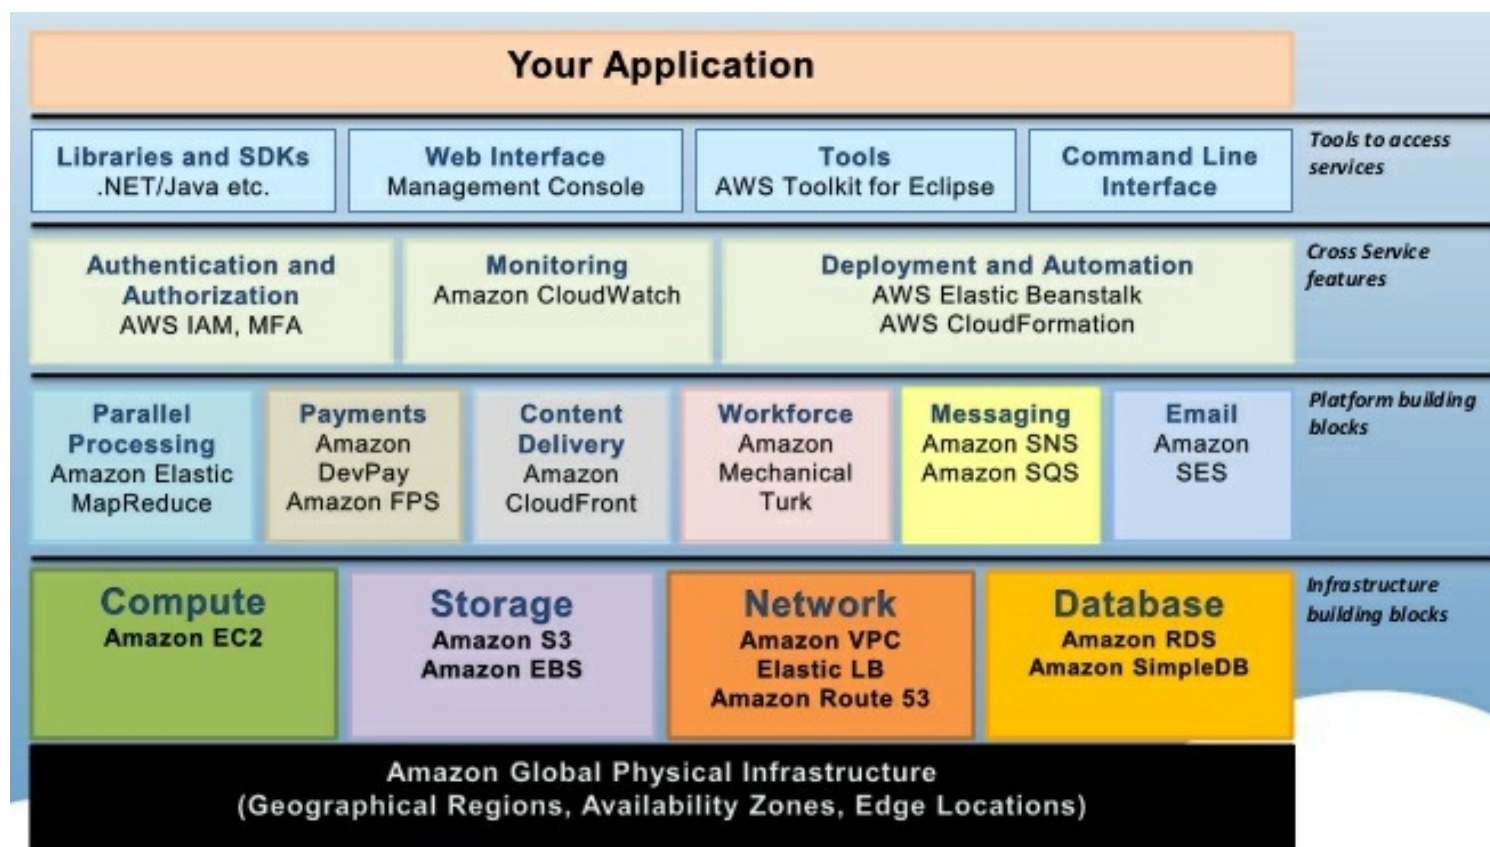 Your Application
Libraries and SDKs
.NET/Java etc.
Web Interface
Management Console
Tools
AWS Toolkit for Eclipse
Command Line
Interface
Tools to access
services
Authentication and
Authorization
AWS IAM, MFA
Monitoring
Amazon CloudWatch
Deployment and Automation
AWS Elastic Beanstalk
AWS CloudFormation
Cross Service
features
Parallel
Processing
Amazon Elastic
MapReduce
Payments
Amazon
DevPay
Amazon FPS
Content
Delivery
Amazon
CloudFront
Workforce
Amazon
Mechanical
Turk
Messaging
Amazon SNS
Amazon SQS
Email
Amazon
SES
Platform building
blocks
Compute
Amazon EC2
Storage
Amazon S3
Amazon EBS
Network
Amazon VPC
Elastic LB
Amazon Route 53
Database
Amazon RDS
Amazon SimpleDB
Infrastructure
building blocks
Amazon Global Physical Infrastructure
(Geographical Regions, Availability Zones, Edge Locations)